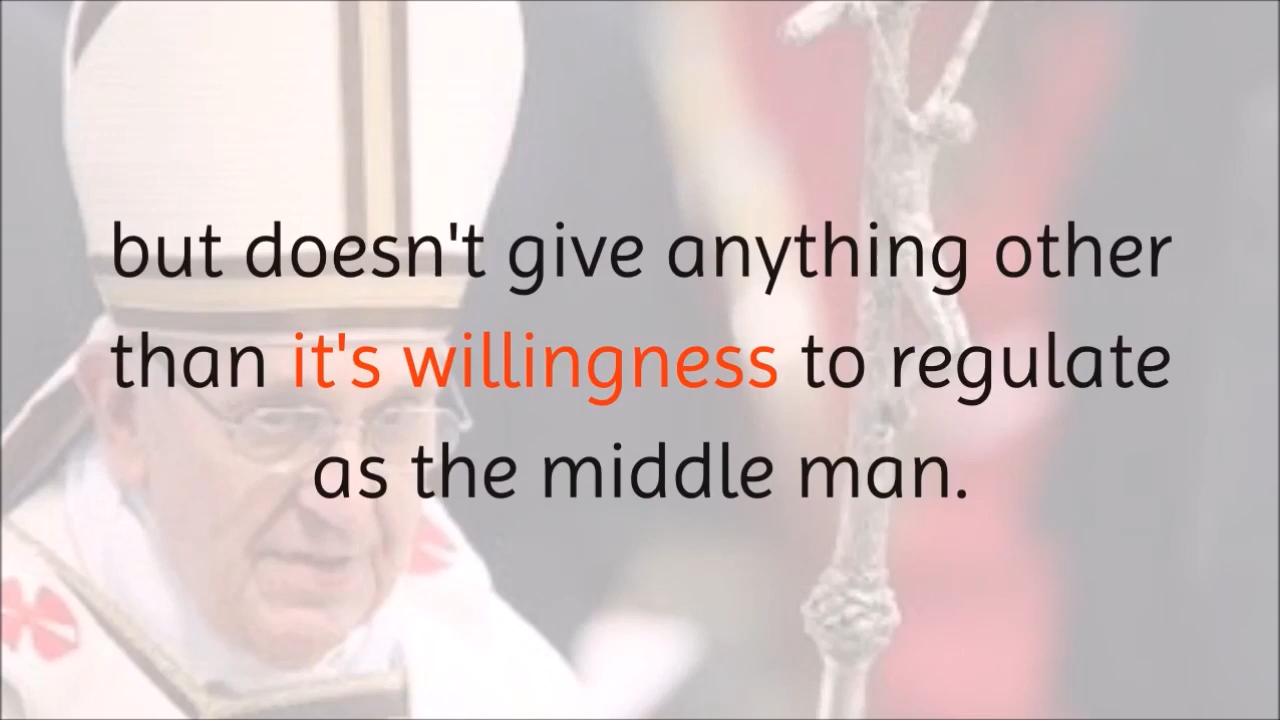 but doesn't give anything other
than it's willingness to regulate
as the middle man.